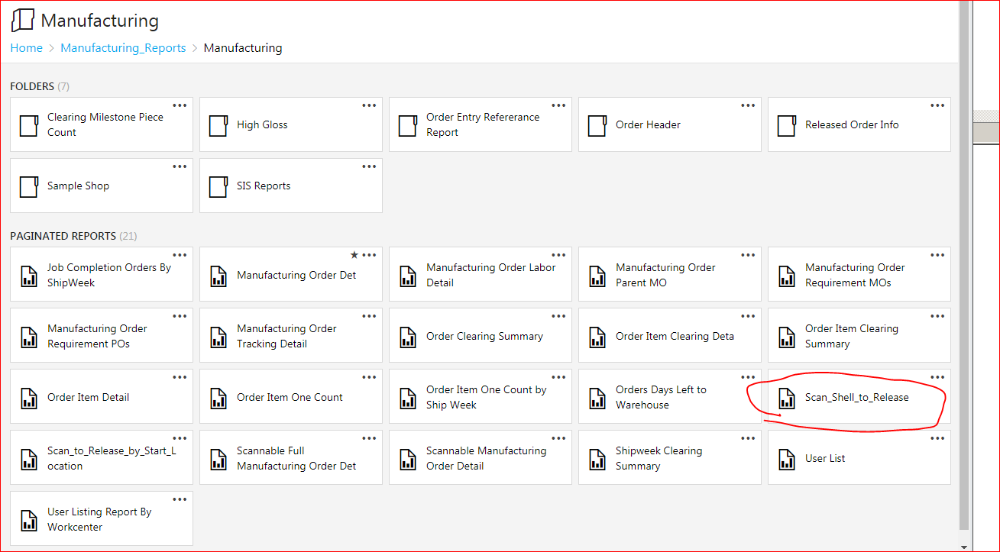 Manufacturing
Home > Manufacturing_Reports > Manufacturing
FOLDERS (7)
Clearing Milestone Piece
Count
High Gloss
Order Entry Refererance
Report
Order Header
Released Order Info
Sample Shop
SIS Reports
PAGINATED REPORTS (21)
Job Completion Orders By
ShipWeek
Manufacturing Order Det
Manufacturing Order Labor
Detail
Manufacturing Order
Parent MO
Manufacturing Order
Requirement MOs
Manufacturing Order
Requirement POs
Manufacturing Order
Tracking Detail
Order Clearing Summary
Order Item Clearing Deta
Order Item Clearing
Summary
Order Item Detail
Order Item One Count
Order Item One Count by
Ship Week
Orders Days Left to
Warehouse
Scan_Shell_to_Release
Scan_to_Release_by_Start_L
ocation
Scannable Full
Manufacturing Order Det
Scannable Manufacturing
Order Detail
Shipweek Clearing
Summary
User List
User Listing Report By
Workcenter